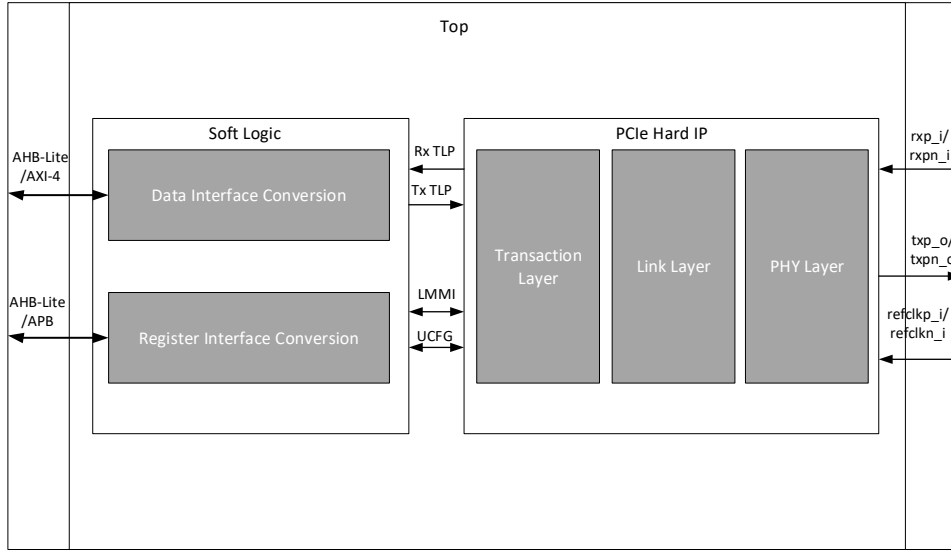 Top
Soft Logic
PCIe Hard IP
AHB-Lite
/AXI-4
Data Interface Conversion
Rx TLP
Tx TLP
AHB-Lite
/APB
Register Interface Conversion
LMMI
UCFG
Transaction
Layer
Link Layer
PHY Layer
rxp_i/
rxpn_i
txp_o/
txpn_o
refclkp_i/
refclkn_i